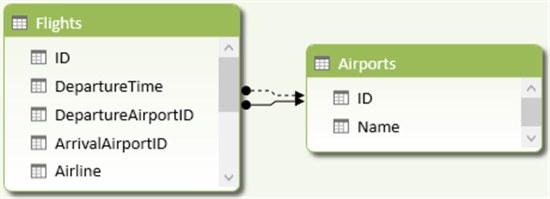 Flights
ID
DepartureTime
DepartureAirportID
ArrivalAirportID
Airline
Airports
ID
Name